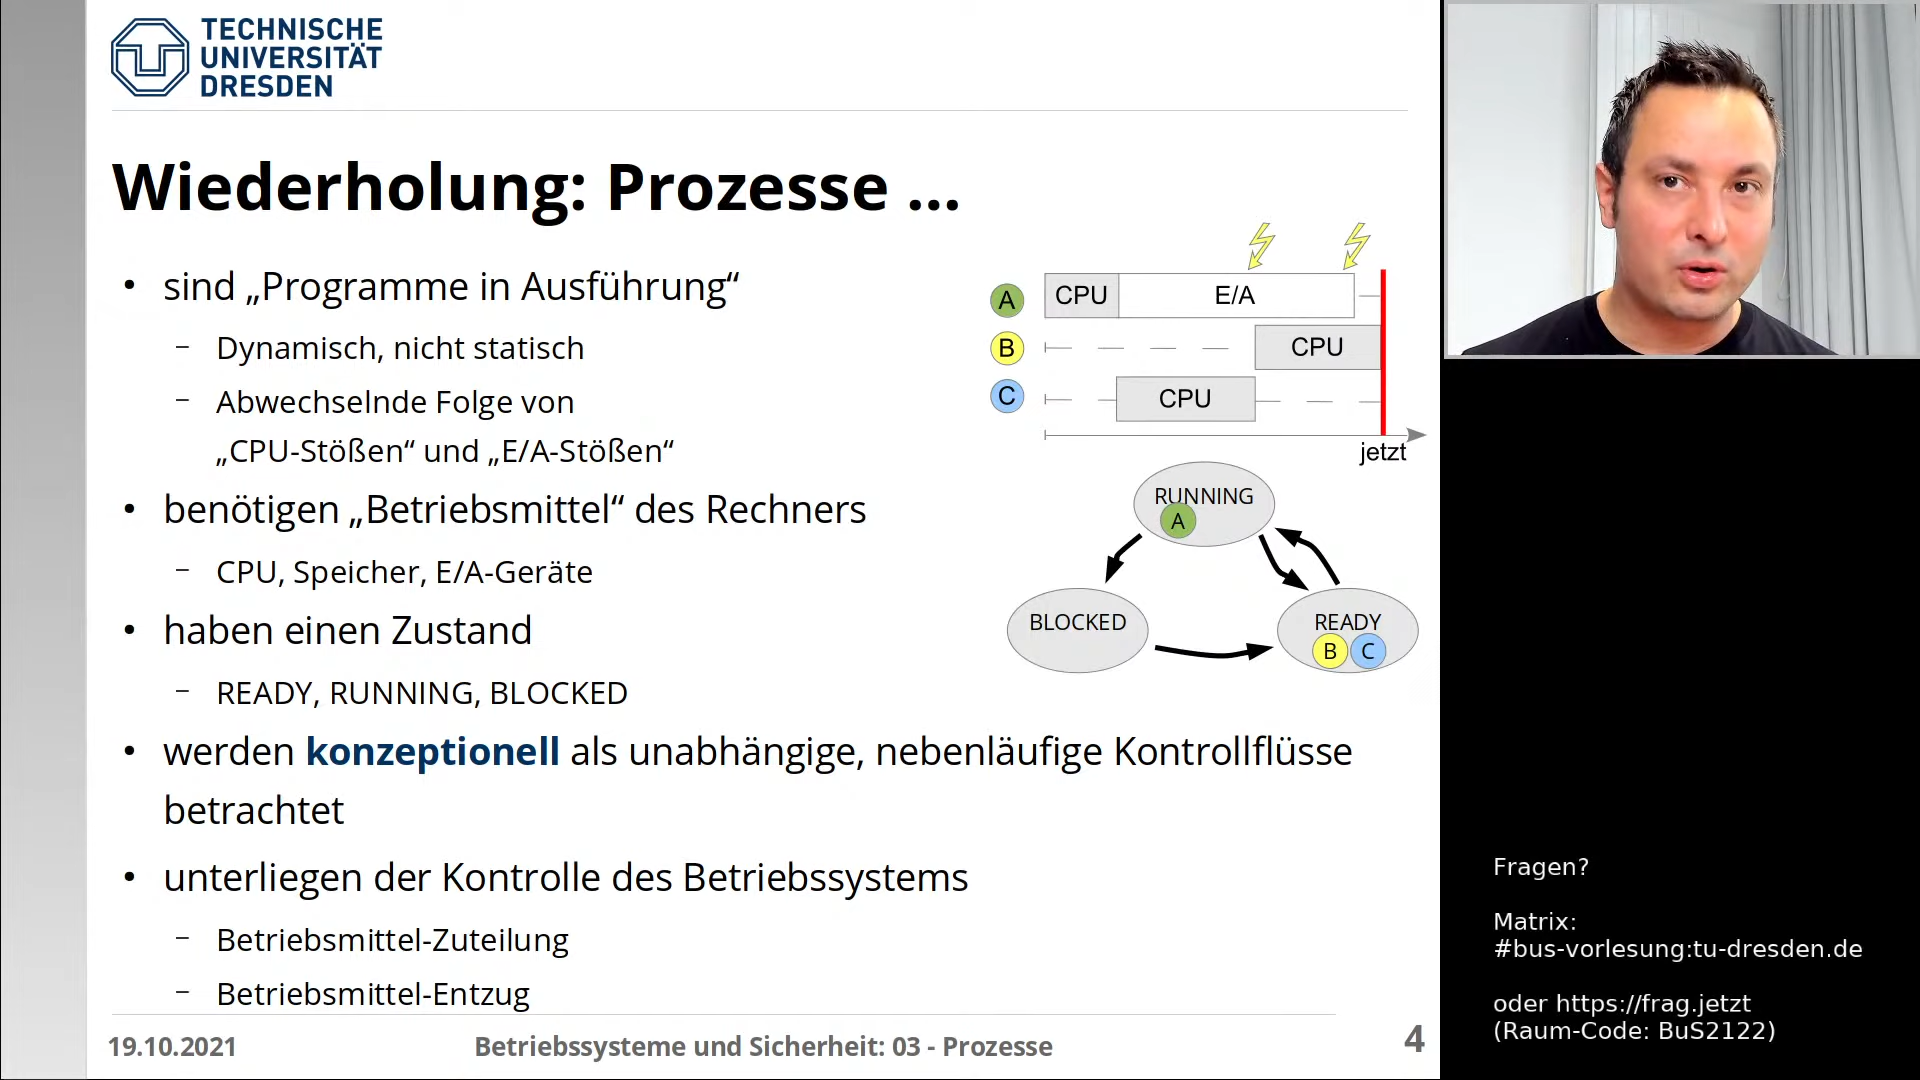 TECHNISCHE
UNIVERSITÄT
DRESDEN
Wiederholung: Prozesse ...
• sind „Programme in Ausführung“
– Dynamisch, nicht statisch
– Abwechselnde Folge von
„CPU-Stößen“ und „E/A-Stößen“
• benötigen „Betriebsmittel“ des Rechners
– CPU, Speicher, E/A-Geräte
• haben einen Zustand
– READY, RUNNING, BLOCKED
• werden konzeptionell als unabhängige, nebenläufige Kontrollflüsse
betrachtet
• unterliegen der Kontrolle des Betriebssystems
– Betriebsmittel-Zuteilung
– Betriebsmittel-Entzug
A CPU E/A
B CPU
C CPU
jetzt
RUNNING
A
BLOCKED
READY
B C
19.10.2021 Betriebssysteme und Sicherheit: 03 - Prozesse 4
Fragen?
Matrix:
#bus-vorlesung:tu-dresden.de
oder https://frag.jetzt
(Raum-Code: BuS2122)